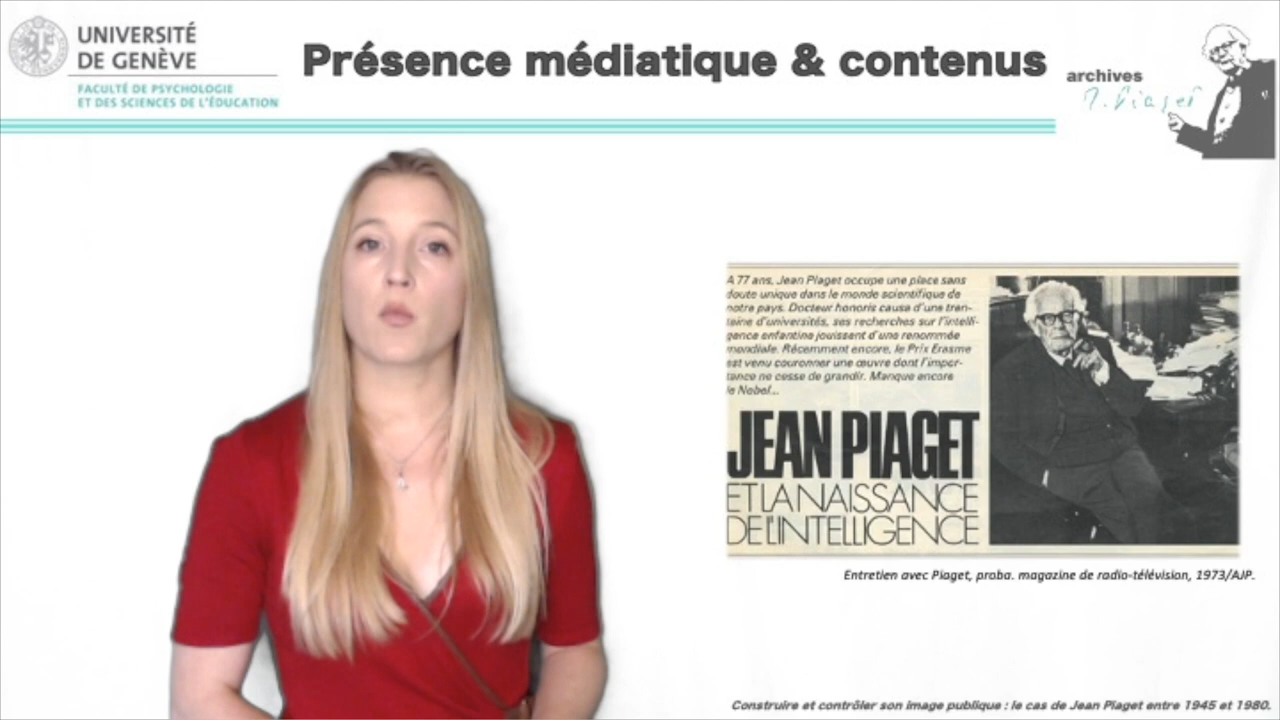 UNIVERSITÉ
DE GENÈVE
FACULTÉ DE PSYCHOLOGIE
ET DES SCIENCES DE L'ÉDUCATION
Présence médiatique & contenus
archives
J. Piaget
A 77 ans, Jean Piaget occupe une place sans
doute unique dans le monde scientifique de
notre pays. Docteur honoris causa d'une tren-
taine d'universités, ses recherches sur l'intelli-
gence enfantine jouissent d'une renommée
mondiale. Récemment encore, le Prix Erasme
est venu couronner une œuvre dont l'impor-
tance ne cesse de grandir. Manque encore
le Nobel...
JEAN PIAGET
ET LA NAISSANCE
DE L'INTELLIGENCE
Entretien avec Piaget, proba. magazine de radio-télévision, 1973/AJP.
Construire et contrôler son image publique : le cas de Jean Piaget entre 1945 et 1980.